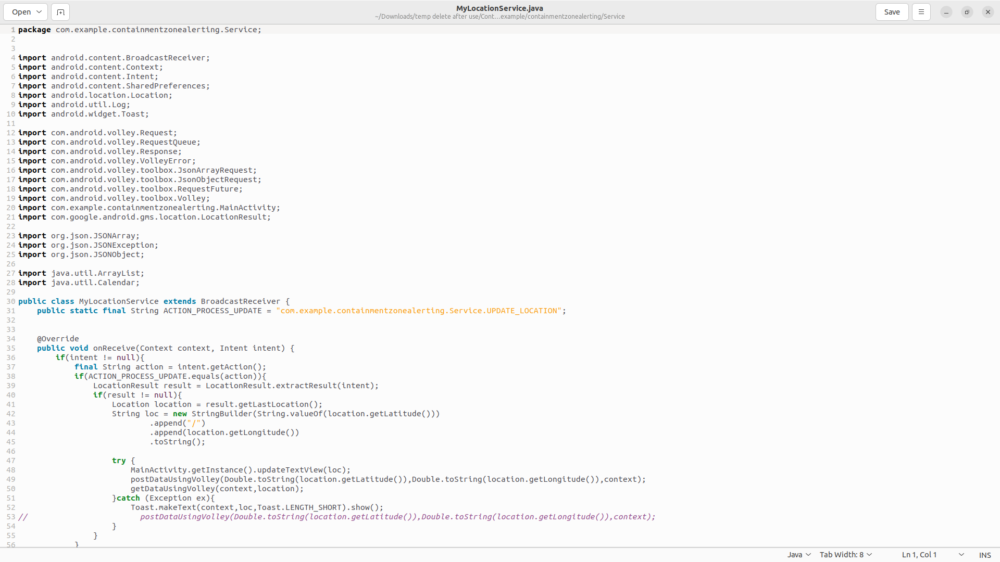 Open
MyLocationService.java
~/Downloads/temp delete after use/Cont…example/containmentzonealerting/Service
Save
1 package com.example.containmentzonealerting.Service;
2
3
4 import android.content.BroadcastReceiver;
5 import android.content.Context;
6 import android.content.Intent;
7 import android.content.SharedPreferences;
8 import android.location.Location;
9 import android.util.Log;
10 import android.widget.Toast;
11
12 import com.android.volley.Request;
13 import com.android.volley.RequestQueue;
14 import com.android.volley.Response;
15 import com.android.volley.VolleyError;
16 import com.android.volley.toolbox.JsonArrayRequest;
17 import com.android.volley.toolbox.JsonObjectRequest;
18 import com.android.volley.toolbox.RequestFuture;
19 import com.android.volley.toolbox.Volley;
20 import com.example.containmentzonealerting.MainActivity;
21 import com.google.android.gms.location.LocationResult;
22
23 import org.json.JSONArray;
24 import org.json.JSONException;
25 import org.json.JSONObject;
26
27 import java.util.ArrayList;
28 import java.util.Calendar;
29
30 public class MyLocationService extends BroadcastReceiver {
31     public static final String ACTION_PROCESS_UPDATE = "com.example.containmentzonealerting.Service.UPDATE_LOCATION";
32
33
34     @Override
35     public void onReceive(Context context, Intent intent) {
36         if(intent != null){
37             final String action = intent.getAction();
38             if(ACTION_PROCESS_UPDATE.equals(action)){
39                 LocationResult result = LocationResult.extractResult(intent);
40                 if(result != null){
41                     Location location = result.getLastLocation();
42                     String loc = new StringBuilder(String.valueOf(location.getLatitude()))
43                             .append("/")
44                             .append(location.getLongitude())
45                             .toString();
46
47                     try {
48                         MainActivity.getInstance().updateTextView(loc);
49                         postDataUsingVolley(Double.toString(location.getLatitude()),Double.toString(location.getLongitude()),context);
50                         getDataUsingVolley(context,location);
51                     }catch (Exception ex){
52                         Toast.makeText(context,loc,Toast.LENGTH_SHORT).show();
53 //                        postDataUsingVolley(Double.toString(location.getLatitude()),Double.toString(location.getLongitude()),context);
54                     }
55                 }
56             }
Java
Tab Width: 8
Ln 1, Col 1
INS